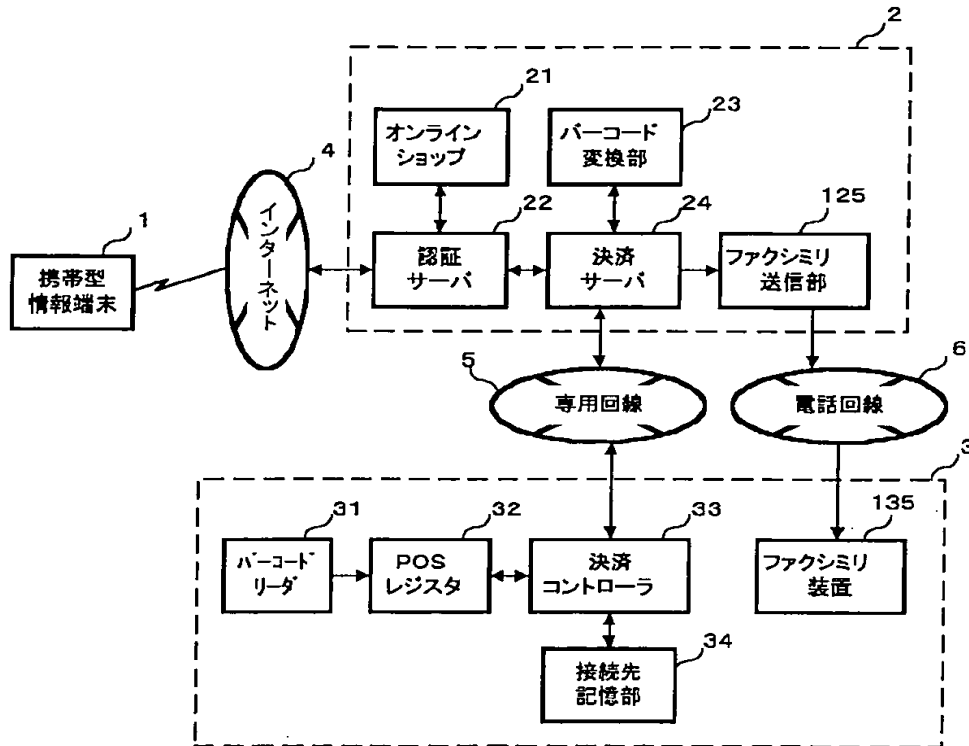 2
21
23
オンライン
ショップ
バーコード
変換部
4
22
24
125
1
インターネット
認証
サーバ
決済
サーバ
ファクシミリ
送信部
携帯型
情報端末
5
6
専用回線
電話回線
3
31
32
33
135
バーコード
リーダ
POS
レジスタ
決済
コントローラ
ファクシミリ
装置
34
接続先
記憶部